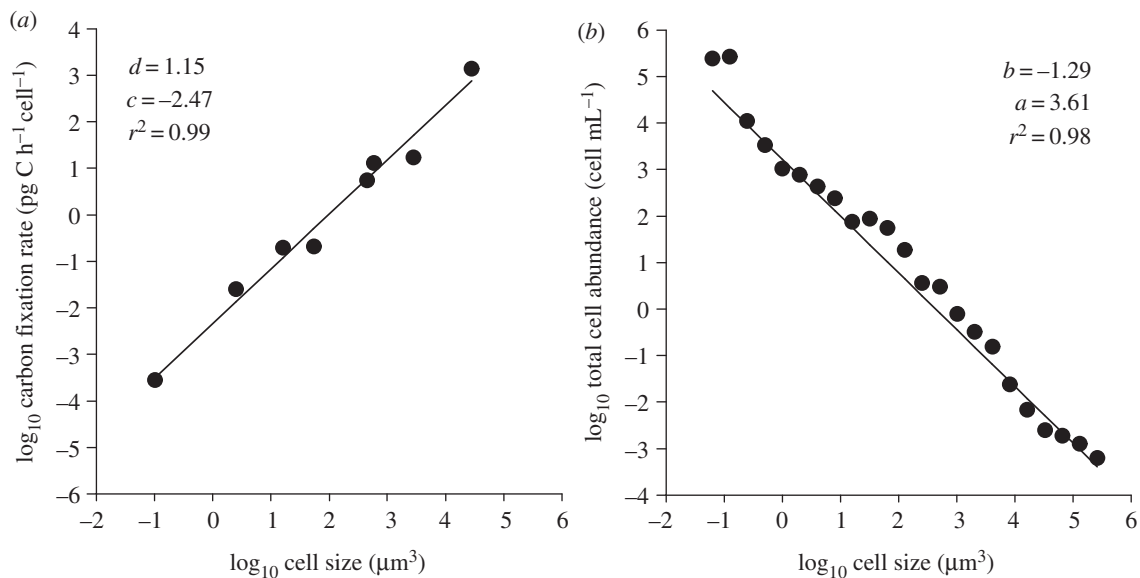 (a)
4
3
2
1
0
–1
–2
–3
–4
–5
–6
log10 carbon fixation rate (pg C h–1 cell–1)
d = 1.15
c = –2.47
r2 = 0.99
–2 –1 0 1 2 3 4 5 6
log10 cell size (μm3)
(b)
6
5
4
3
2
1
0
–1
–2
–3
–4
log10 total cell abundance (cell mL–1)
b = –1.29
a = 3.61
r2 = 0.98
–2 –1 0 1 2 3 4 5 6
log10 cell size (μm3)